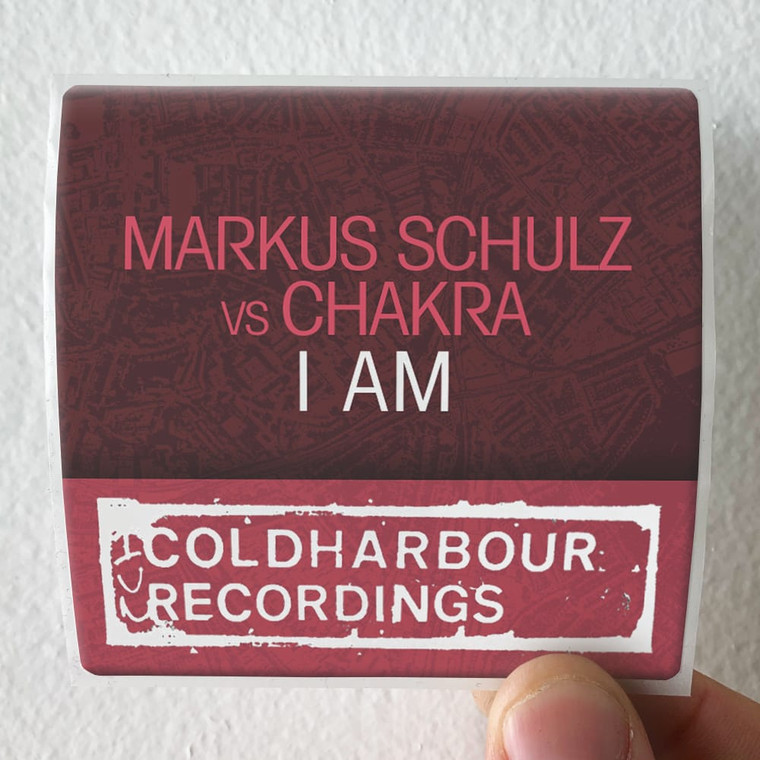 MARKUS SCHULZ
VS CHAKRA
I AM
COLDHARBOUR
RECORDINGS